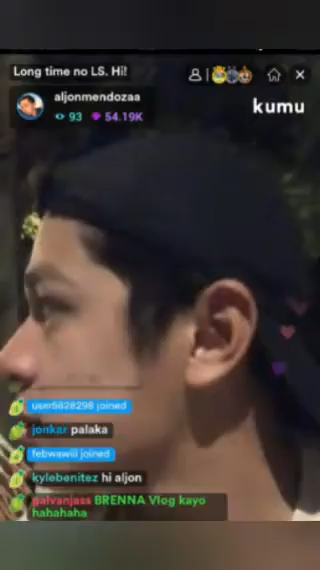 Long time no LS. Hi!
aljonmendozaa
93 54.19K
kumu
user5828298 joined
jonkar palaka
febwawiii joined
kylebenitez hi aljon
galvanjass BRENNA Vlog kayo
hahahaha